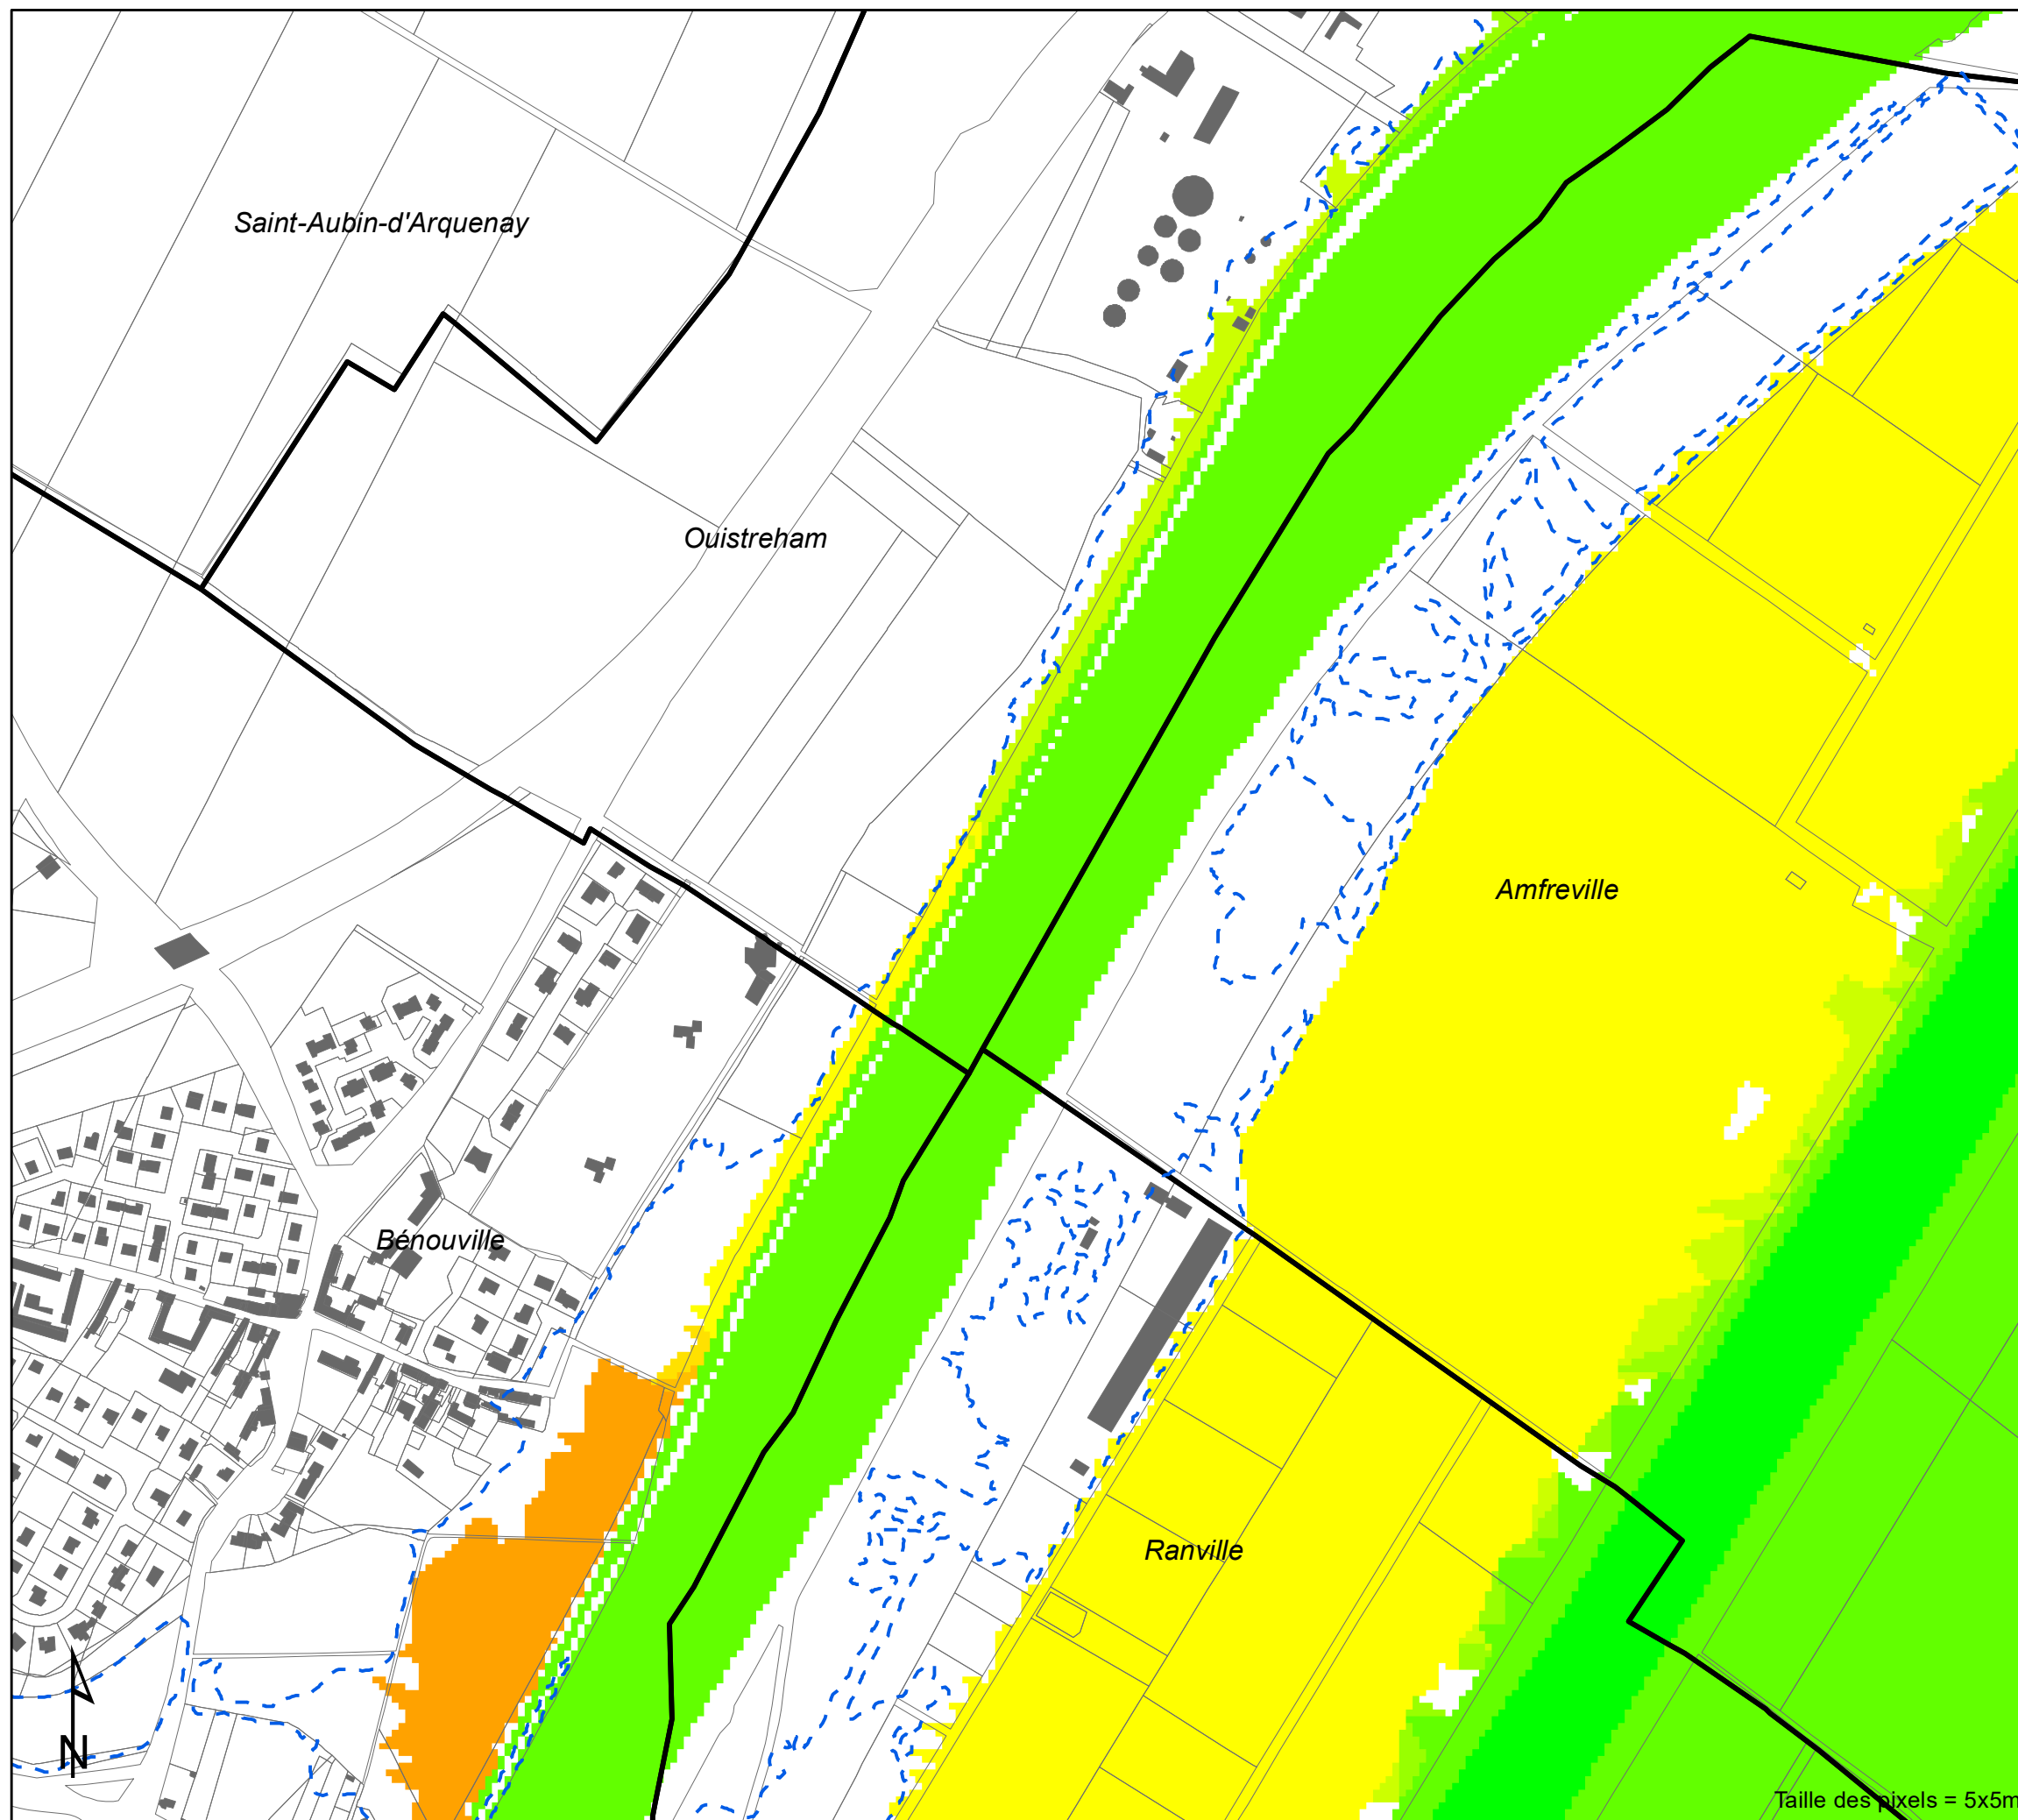 Saint-Aubin-d'Arquenay
Ouistreham
Amfreville
Bénouville
Ranville
N
Taille des pixels = 5x5m